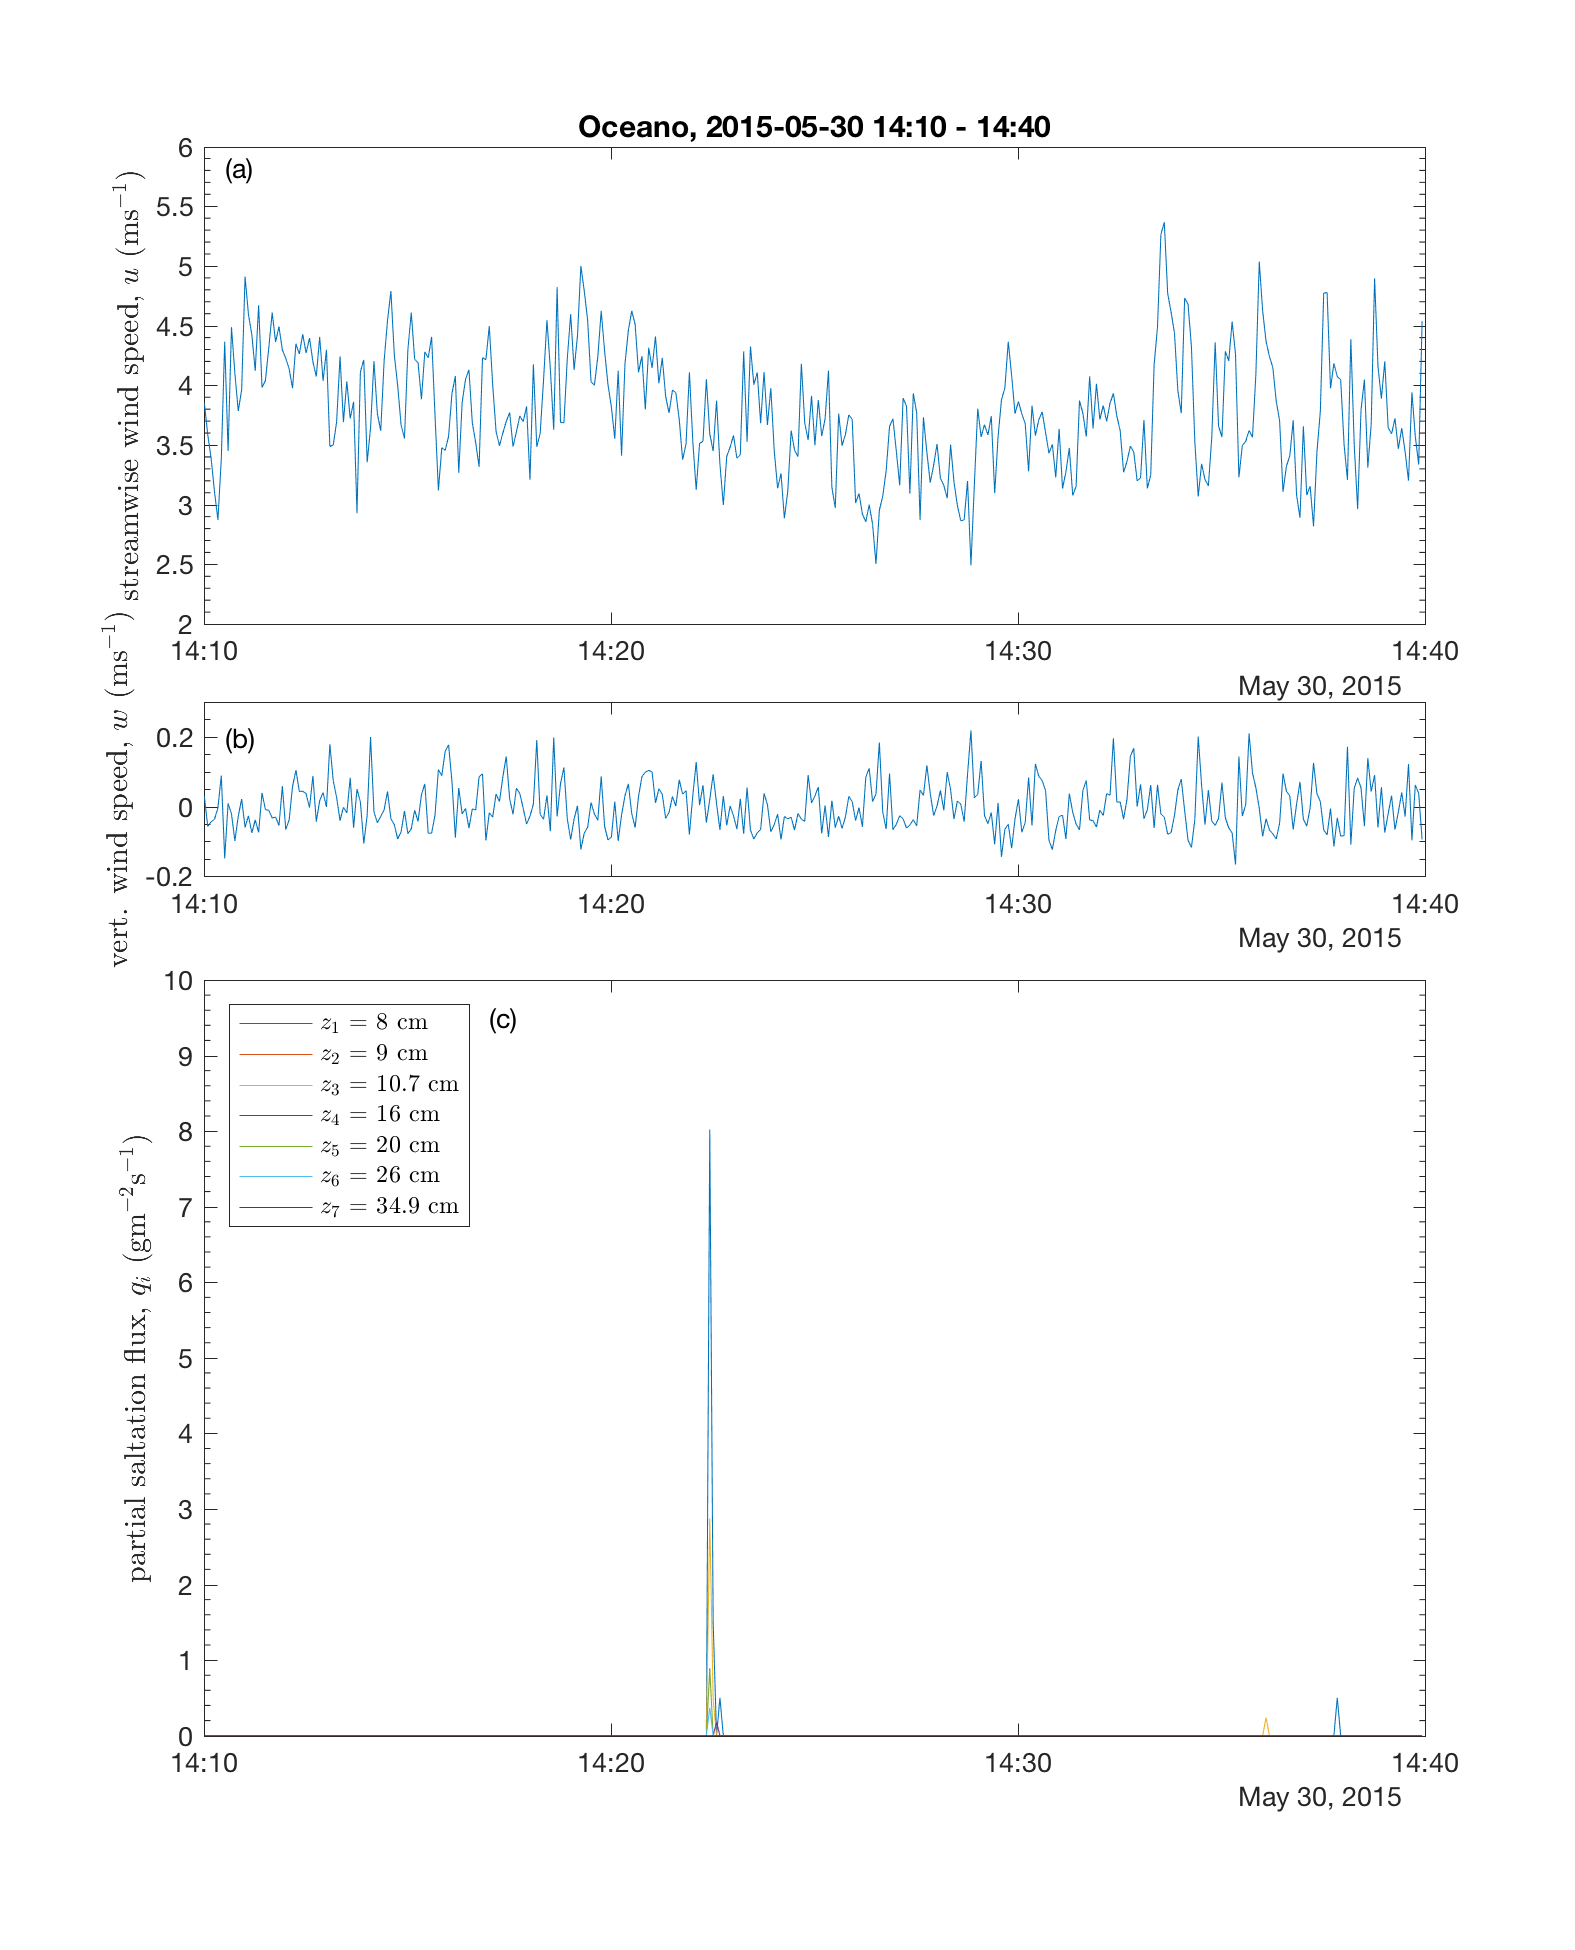 Oceano, 2015-05-30 14:10 - 14:40
(a)
streamwise wind speed, u (ms⁻¹)
6
5.5
5
4.5
4
3.5
3
2.5
2
14:10 14:20 14:30 14:40
May 30, 2015
(b)
vert. wind speed, w (ms⁻¹)
0.2
0
-0.2
14:10 14:20 14:30 14:40
May 30, 2015
(c)
partial saltation flux, qᵢ (gm⁻²s⁻¹)
10
9
8
7
6
5
4
3
2
1
0
z₁ = 8 cm
z₂ = 9 cm
z₃ = 10.7 cm
z₄ = 16 cm
z₅ = 20 cm
z₆ = 26 cm
z₇ = 34.9 cm
14:10 14:20 14:30 14:40
May 30, 2015